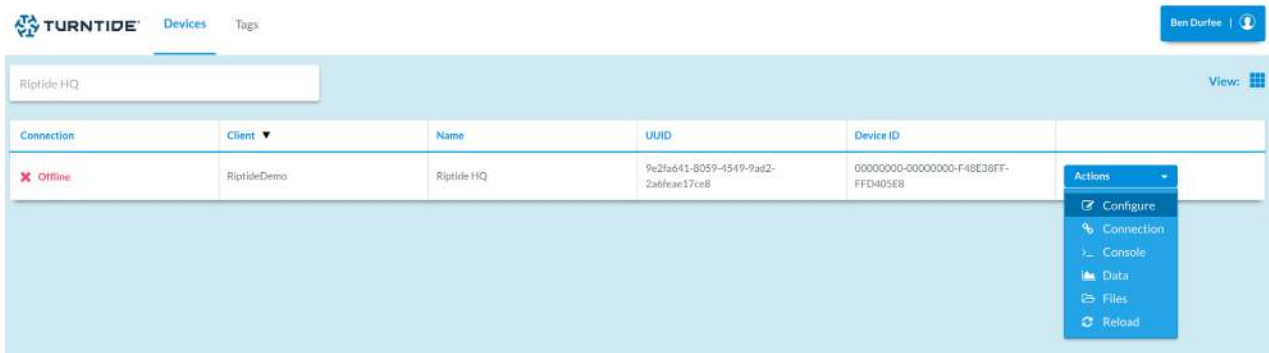 TURNTIDE
Devices
Tags
Ben Durfee |
Riptide HQ
View:
Connection
Client ▼
Name
UUID
Device ID
Offline
RiptideDemo
Riptide HQ
9e2fa641-8059-4549-9ad2-
2a6feae17ce8
00000000-00000000-F48E38FF-
FFD405E8
Actions
Configure
Connection
Console
Data
Files
Reload